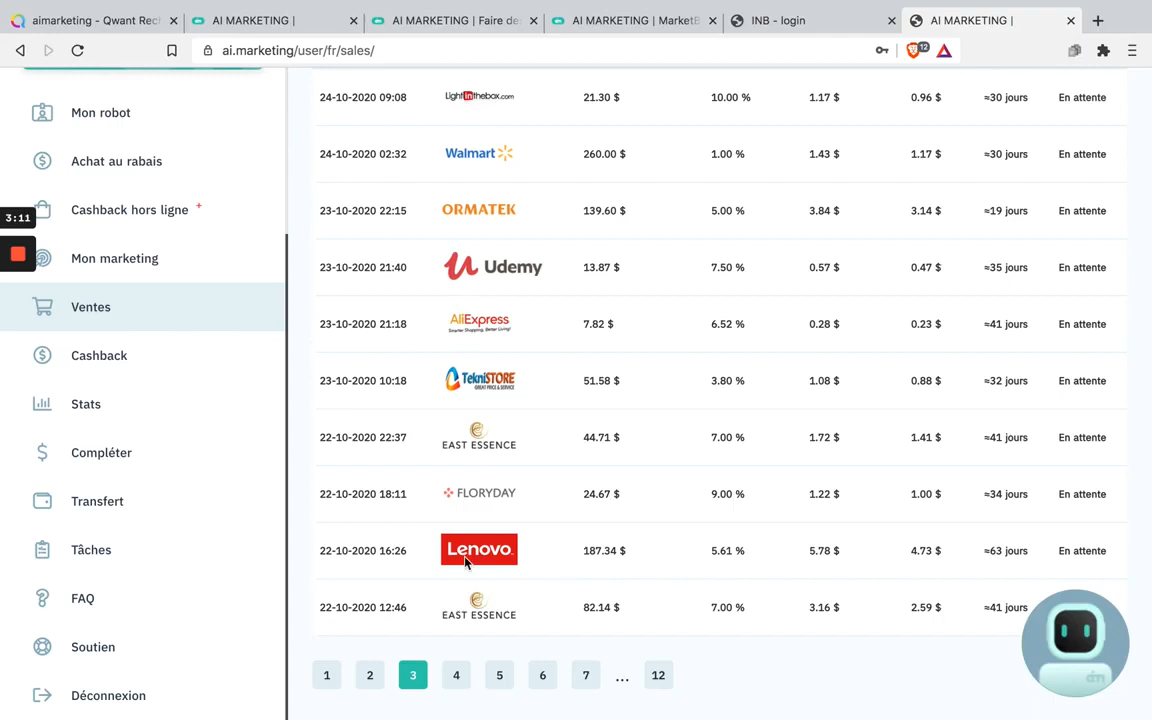 aimarketing - Qwant Rech
AI MARKETING |
AI MARKETING | Faire de
AI MARKETING | MarketB
INB - login
AI MARKETING |
ai.marketing/user/fr/sales/
12
Mon robot
Achat au rabais
Cashback hors ligne +
Mon marketing
Ventes
Cashback
Stats
Compléter
Transfert
Tâches
FAQ
Soutien
Déconnexion
3:11
24-10-2020 09:08 Lightinthebox.com 21.30 $ 10.00 % 1.17 $ 0.96 $ ≈30 jours En attente
24-10-2020 02:32 Walmart 260.00 $ 1.00 % 1.43 $ 1.17 $ ≈30 jours En attente
23-10-2020 22:15 ORMATEK 139.60 $ 5.00 % 3.84 $ 3.14 $ ≈19 jours En attente
23-10-2020 21:40 Udemy 13.87 $ 7.50 % 0.57 $ 0.47 $ ≈35 jours En attente
23-10-2020 21:18 AliExpress 7.82 $ 6.52 % 0.28 $ 0.23 $ ≈41 jours En attente
Smarter Shopping, Better Living!
23-10-2020 10:18 TekniSTORE 51.58 $ 3.80 % 1.08 $ 0.88 $ ≈32 jours En attente
GREAT PRICE & SERVICE
22-10-2020 22:37 EAST ESSENCE 44.71 $ 7.00 % 1.72 $ 1.41 $ ≈41 jours En attente
22-10-2020 18:11 FLORYDAY 24.67 $ 9.00 % 1.22 $ 1.00 $ ≈34 jours En attente
22-10-2020 16:26 Lenovo 187.34 $ 5.61 % 5.78 $ 4.73 $ ≈63 jours En attente
22-10-2020 12:46 EAST ESSENCE 82.14 $ 7.00 % 3.16 $ 2.59 $ ≈41 jours
1 2 3 4 5 6 7 ... 12